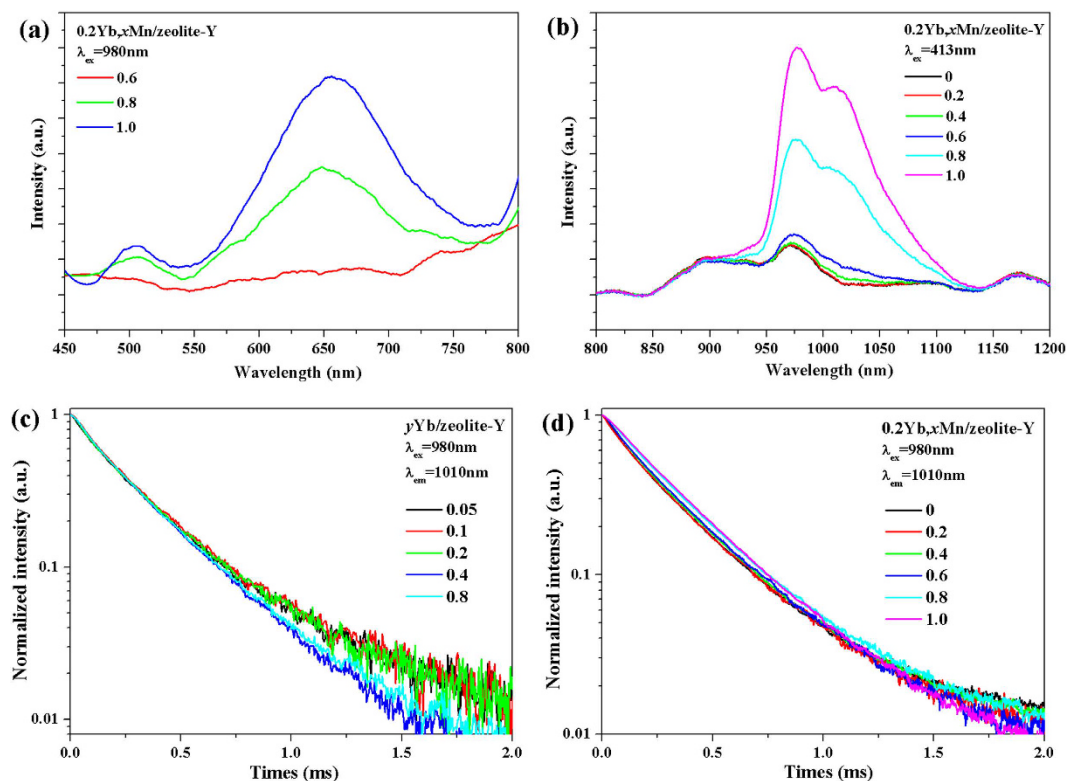 (a)
0.2Yb,xMn/zeolite-Y
λex=980nm
0.6
0.8
1.0
Intensity (a.u.)
450 500 550 600 650 700 750 800
Wavelength (nm)
(b)
0.2Yb,xMn/zeolite-Y
λex=413nm
0
0.2
0.4
0.6
0.8
1.0
Intensity (a.u.)
800 850 900 950 1000 1050 1100 1150 1200
Wavelength (nm)
(c)
yYb/zeolite-Y
λex=980nm
λem=1010nm
0.05
0.1
0.2
0.4
0.8
Normalized intensity (a.u.)
1
0.1
0.01
0.0 0.5 1.0 1.5 2.0
Times (ms)
(d)
0.2Yb,xMn/zeolite-Y
λex=980nm
λem=1010nm
0
0.2
0.4
0.6
0.8
1.0
Normalized intensity (a.u.)
1
0.1
0.01
0.0 0.5 1.0 1.5 2.0
Times (ms)